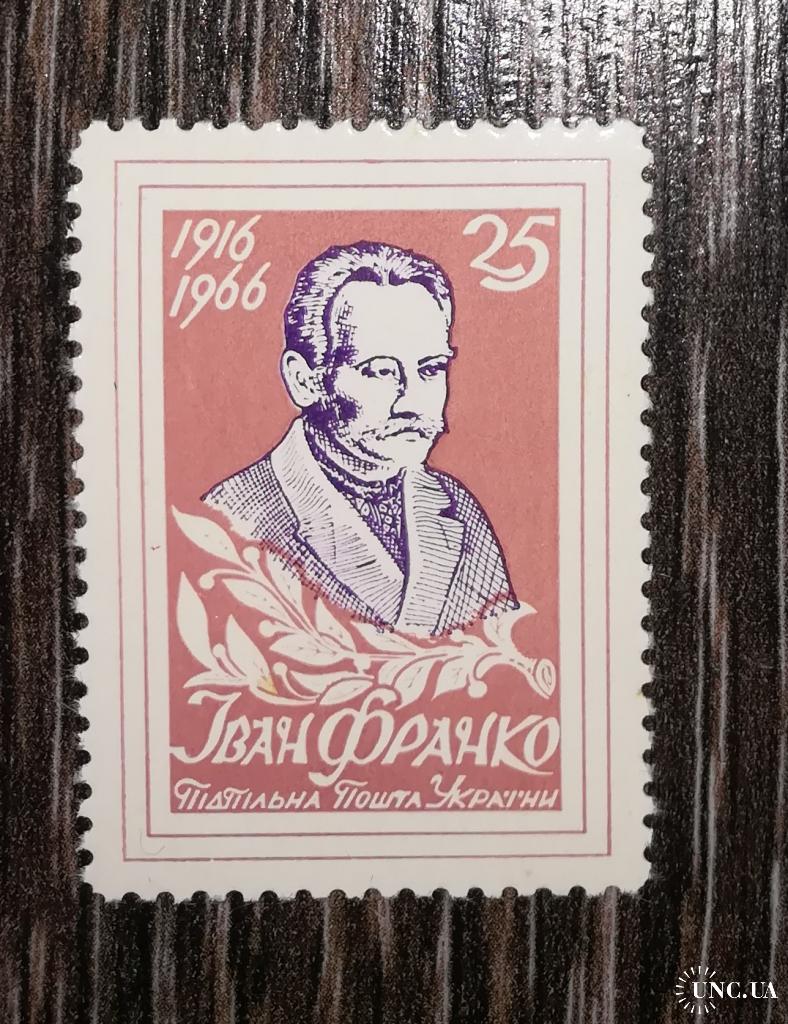 1916
1966
25
Іван Франко
Підпільна Пошта України
UNC.UA